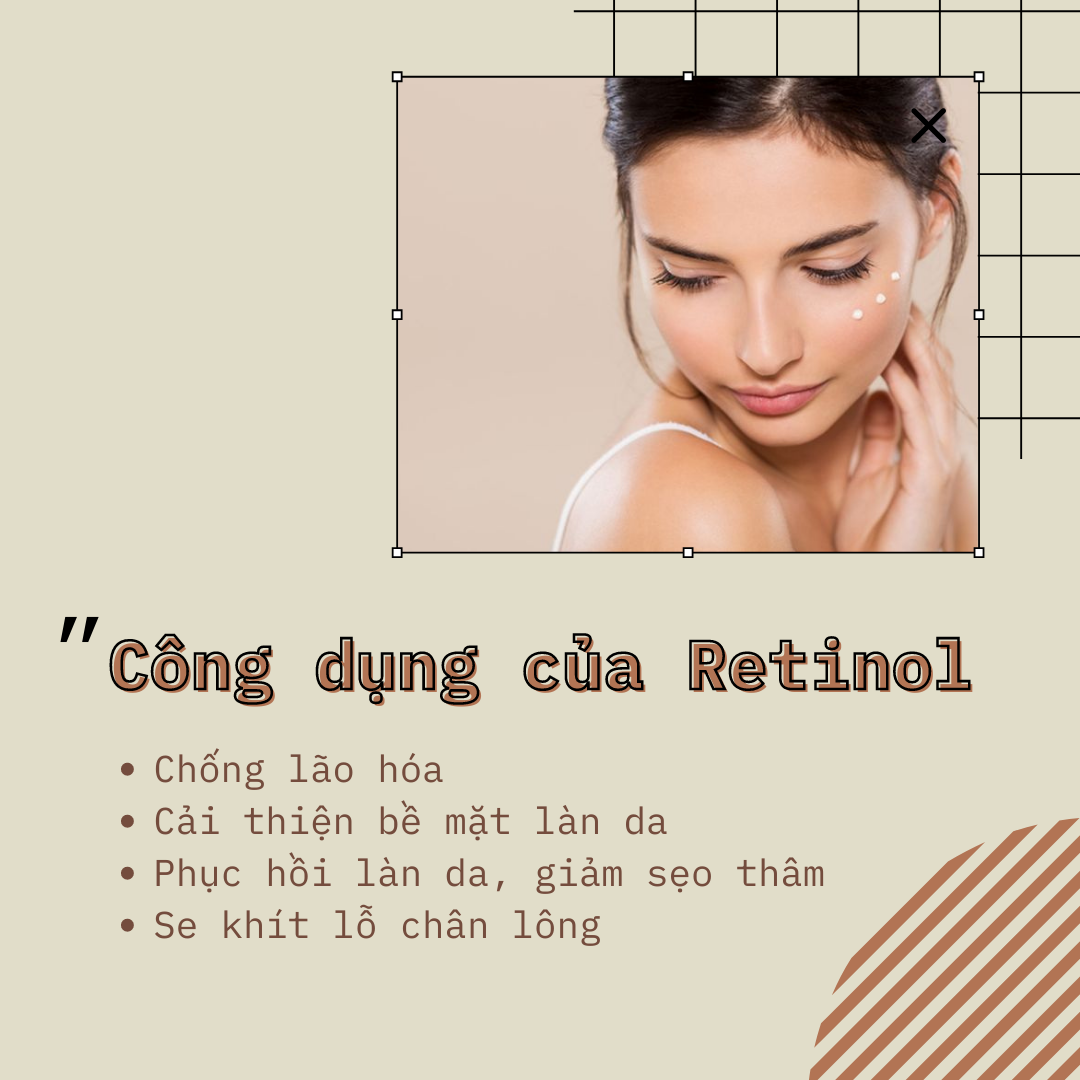 "Công dụng của Retinol
• Chống lão hóa
• Cải thiện bề mặt làn da
• Phục hồi làn da, giảm sẹo thâm
• Se khít lỗ chân lông